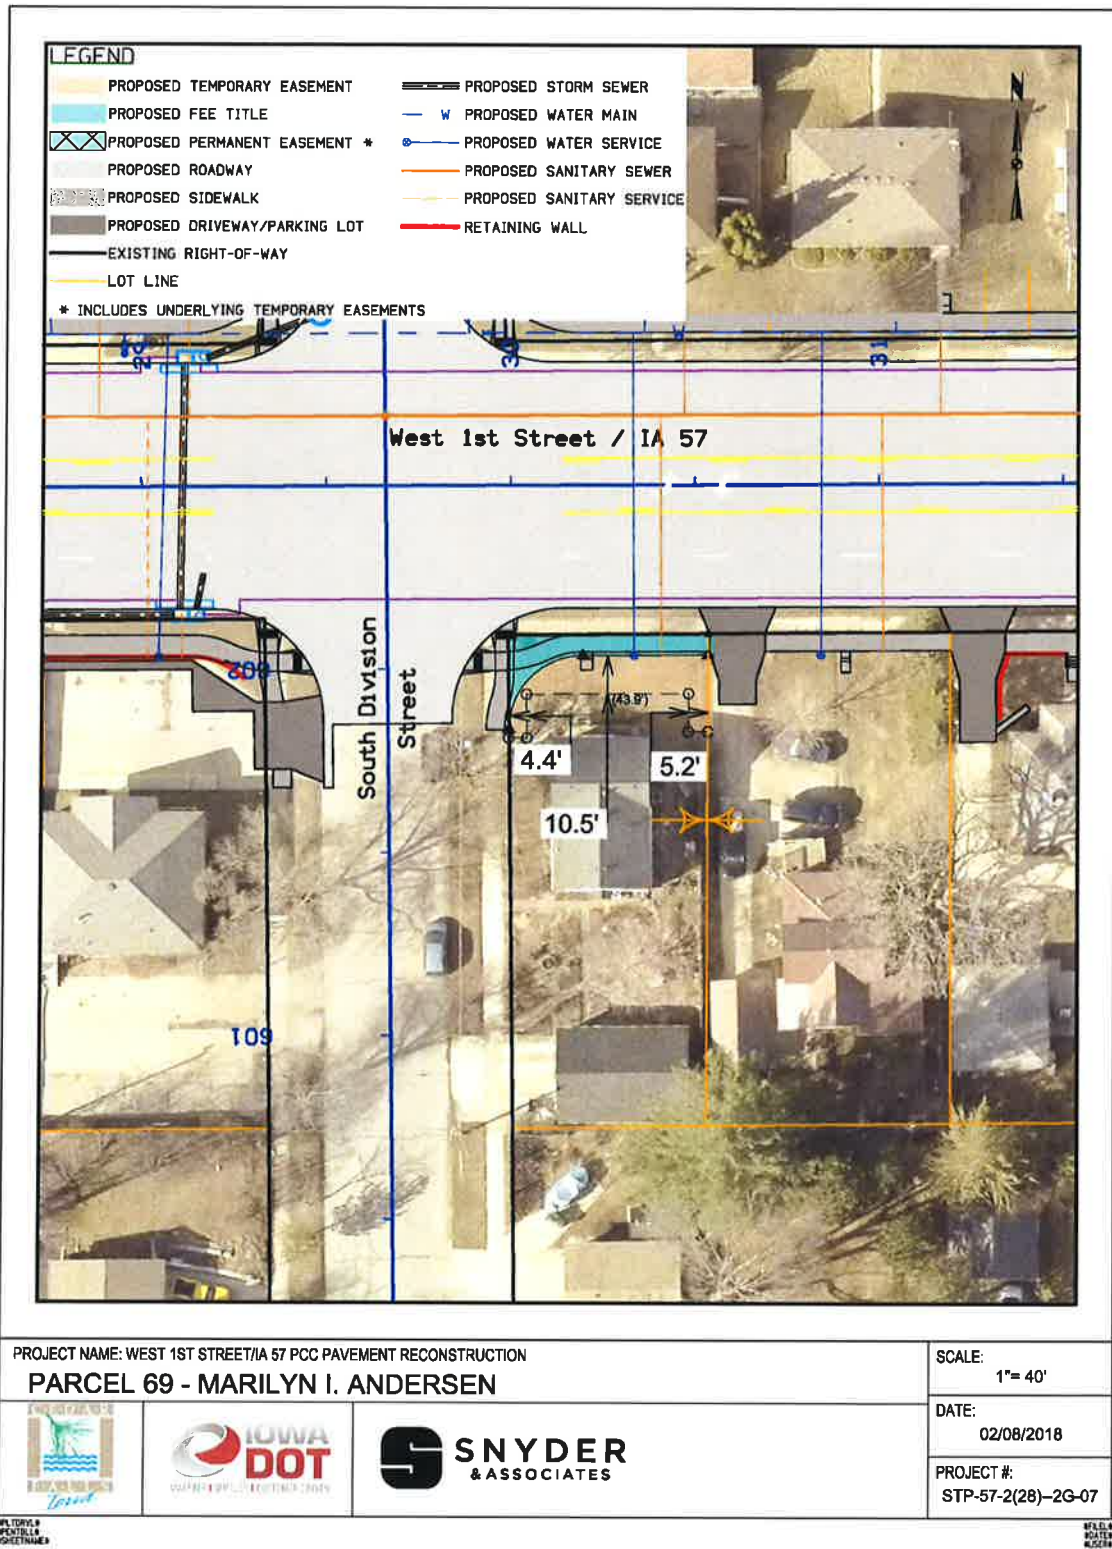 LEGEND
PROPOSED TEMPORARY EASEMENT
PROPOSED FEE TITLE
PROPOSED PERMANENT EASEMENT *
PROPOSED ROADWAY
PROPOSED SIDEWALK
PROPOSED DRIVEWAY/PARKING LOT
EXISTING RIGHT-OF-WAY
LOT LINE
* INCLUDES UNDERLYING TEMPORARY EASEMENTS
PROPOSED STORM SEWER
W PROPOSED WATER MAIN
PROPOSED WATER SERVICE
PROPOSED SANITARY SEWER
PROPOSED SANITARY SERVICE
RETAINING WALL
N
E
W
30
31
West 1st Street / IA 57
South Division
Street
602
601
(43.9')
4.4'
5.2'
10.5'
PROJECT NAME: WEST 1ST STREET/IA 57 PCC PAVEMENT RECONSTRUCTION
PARCEL 69 - MARILYN I. ANDERSEN
SCALE:
1"= 40'
DATE:
02/08/2018
PROJECT #:
STP-57-2(28)--2G-07
IOWA
DOT
SNYDER
& ASSOCIATES